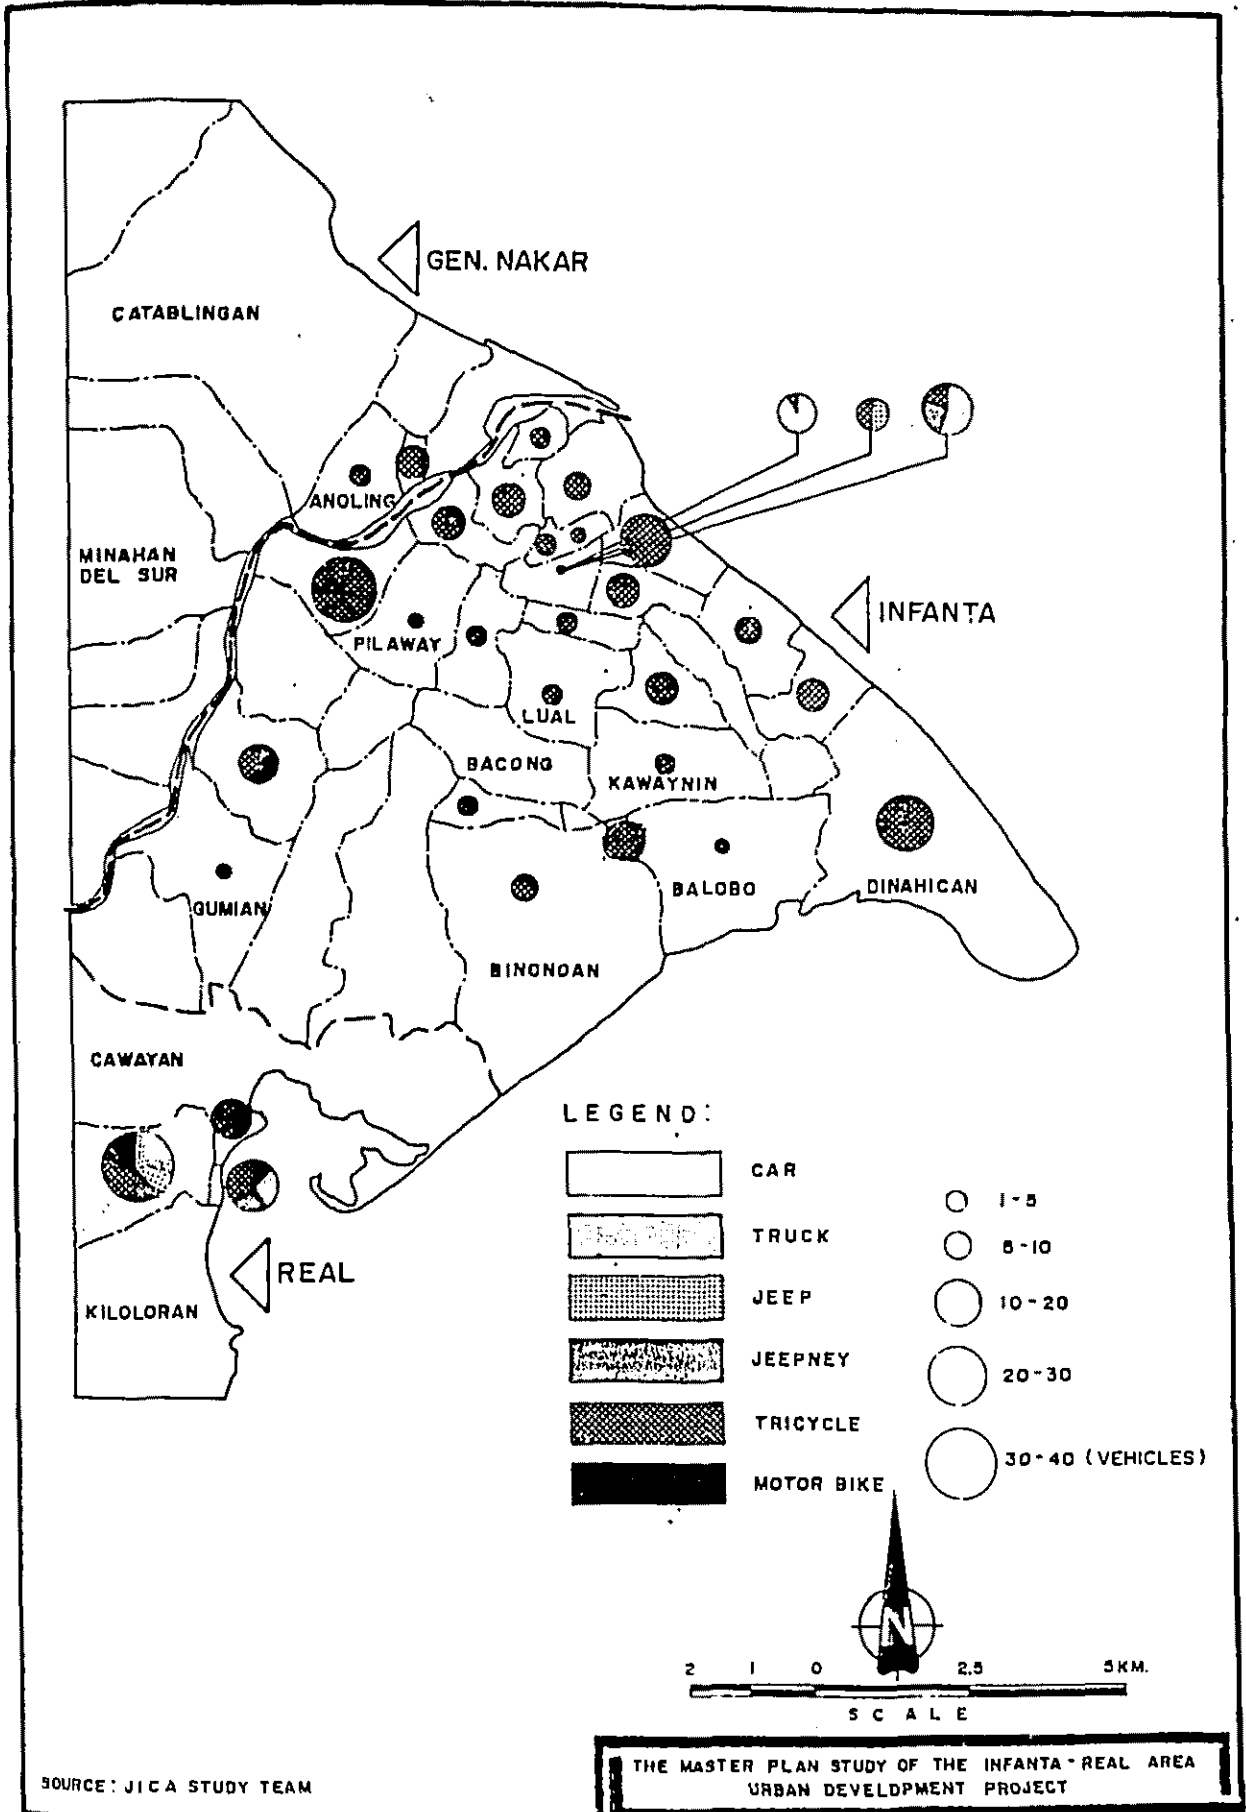 GEN. NAKAR
CATABLINGAN
ANOLING
MINAHAN
DEL SUR
INFANTA
PILAWAY
LUAL
BACONG
KAWAYNIN
BALOBO
DINAHICAN
GUMIAN
BINONOAN
CAWAYAN
REAL
KILOLORAN
LEGEND:
CAR
TRUCK
JEEP
JEEPNEY
TRICYCLE
MOTOR BIKE
1-5
6-10
10-20
20-30
30-40 (VEHICLES)
N
2 1 0 2.5 5 KM.
SCALE
SOURCE: JICA STUDY TEAM
THE MASTER PLAN STUDY OF THE INFANTA-REAL AREA
URBAN DEVELOPMENT PROJECT